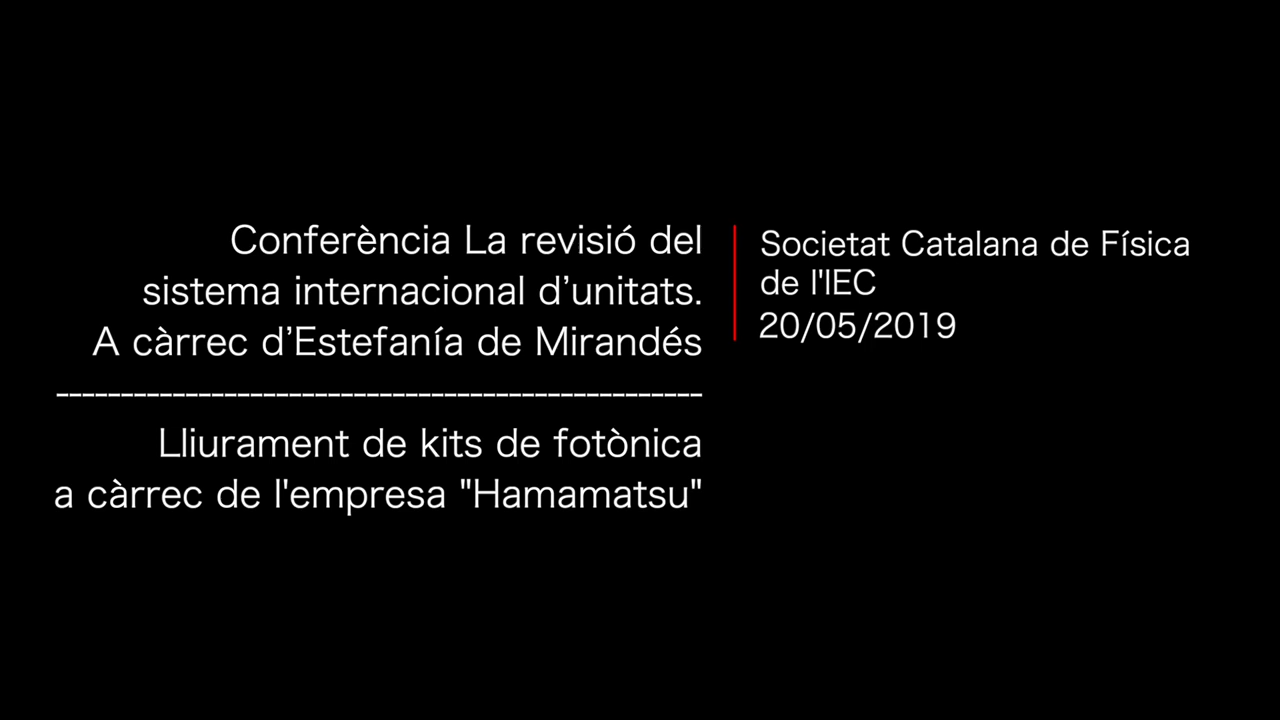 Conferència La revisió del
sistema internacional d’unitats.
A càrrec d’Estefanía de Mirandés
--------------------------------------------------
Lliurament de kits de fotònica
a càrrec de l'empresa "Hamamatsu"
Societat Catalana de Física
de l'IEC
20/05/2019